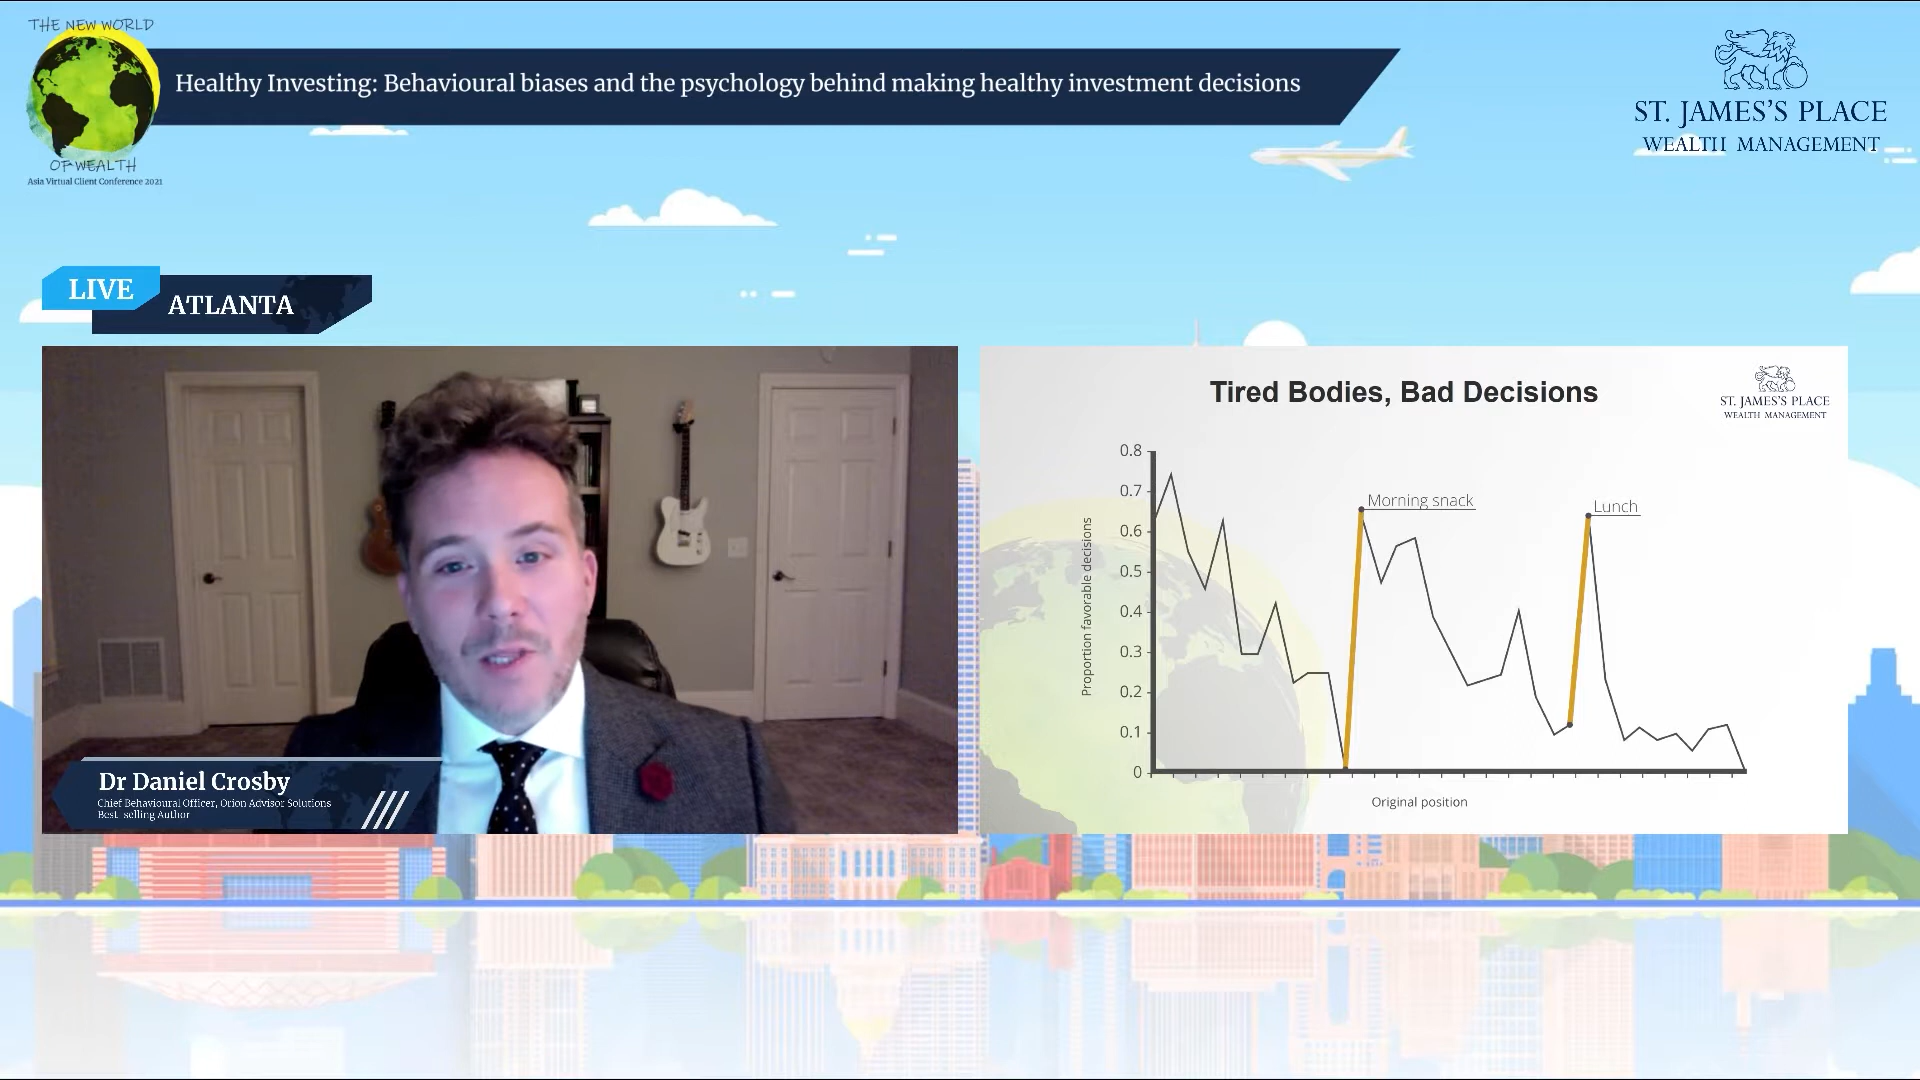 THE NEW WORLD
OF WEALTH
Asia Virtual Client Conference 2021
Healthy Investing: Behavioural biases and the psychology behind making healthy investment decisions
ST. JAMES'S PLACE
WEALTH MANAGEMENT
LIVE
ATLANTA
Dr Daniel Crosby
Chief Behavioural Officer, Orion Advisor Solutions
Best-selling Author
Tired Bodies, Bad Decisions
ST. JAMES'S PLACE
WEALTH MANAGEMENT
Proportion favorable decisions
0.8
0.7
0.6
0.5
0.4
0.3
0.2
0.1
0
Morning snack
Lunch
Original position